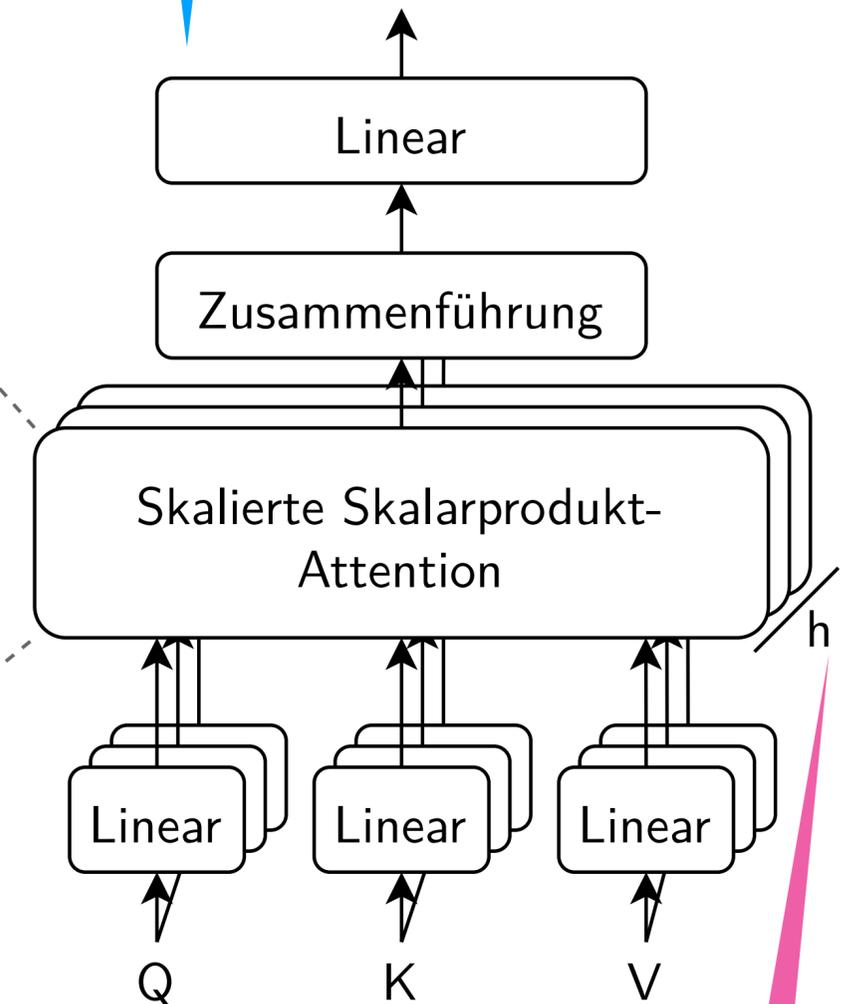 Linear
Zusammenführung
Skalierte Skalarprodukt-
Attention
h
Linear Linear Linear
Q K V